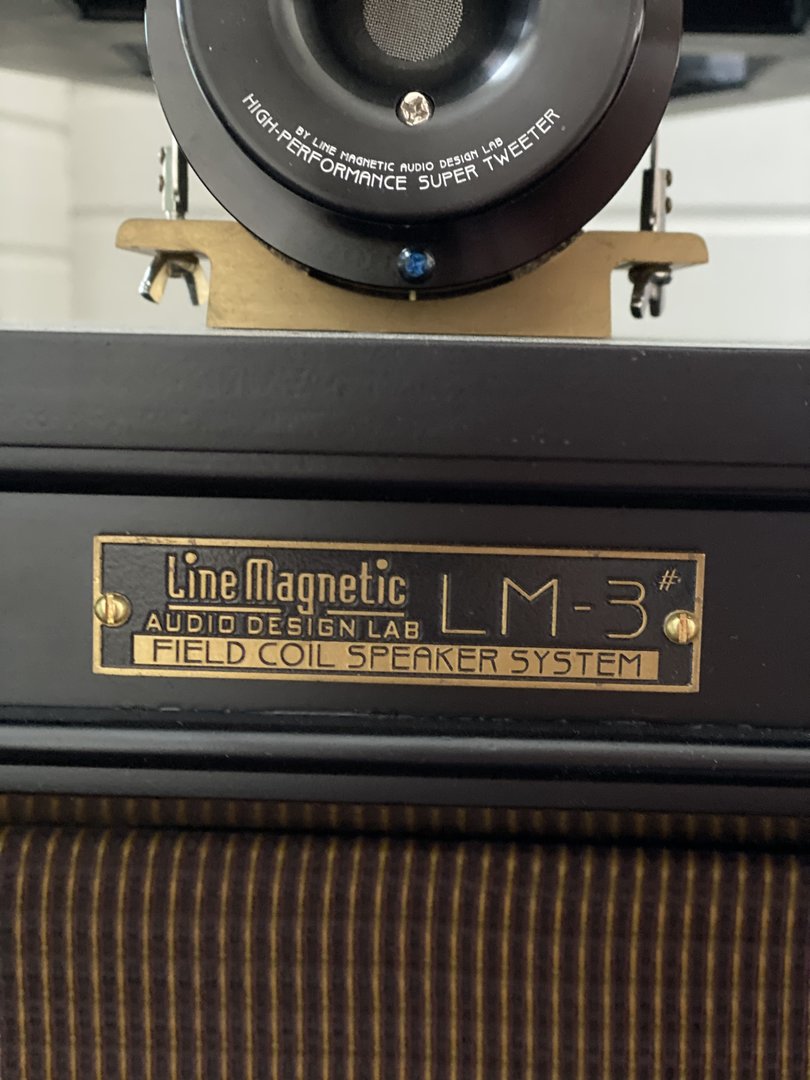 BY LINE MAGNETIC AUDIO DESIGN LAB
HIGH-PERFORMANCE SUPER TWEETER
Line Magnetic
AUDIO DESIGN LAB
LM-3#
FIELD COIL SPEAKER SYSTEM